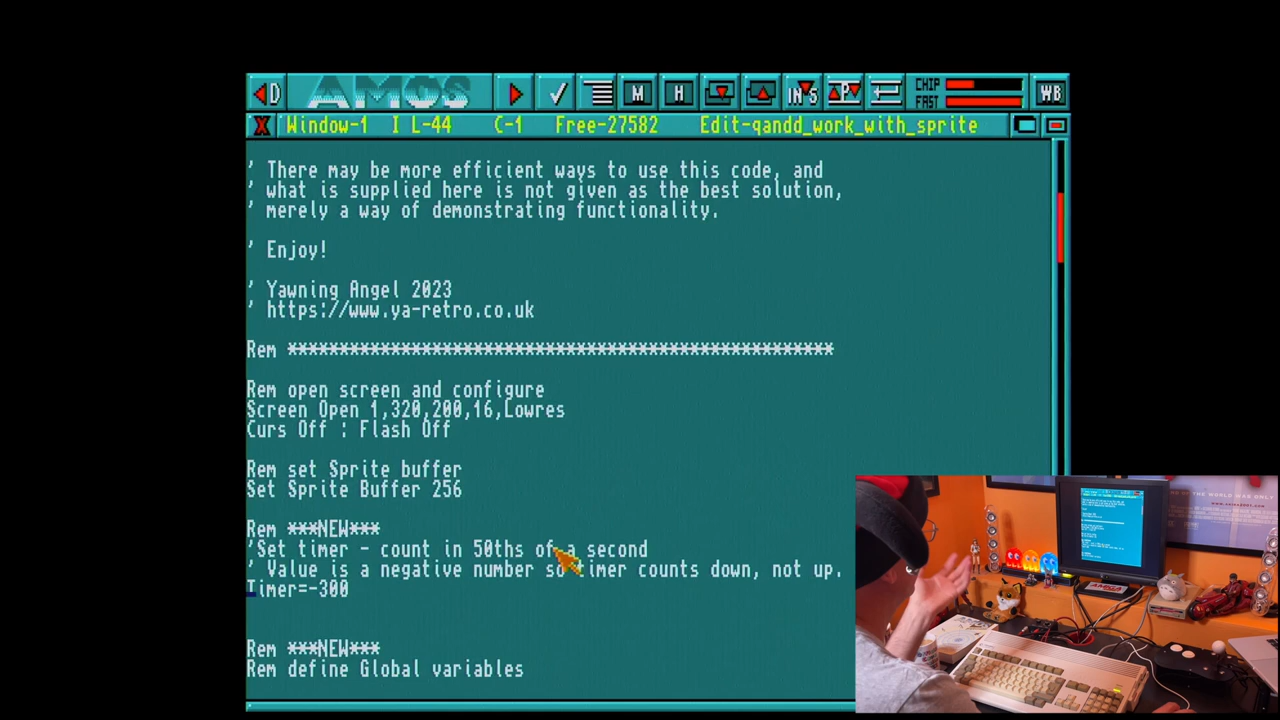 D AMOS M H IN'S P CHIP FAST WB
X Window-1 I L-44 C-1 Free-27582 Edit-qandd_work_with_sprite
' There may be more efficient ways to use this code, and
' what is supplied here is not given as the best solution,
' merely a way of demonstrating functionality.
' Enjoy!
' Yawning Angel 2023
' https://www.ya-retro.co.uk
Rem *****************************************************
Rem open screen and configure
Screen Open 1,320,200,16,Lowres
Curs Off : Flash Off
Rem set Sprite buffer
Set Sprite Buffer 256
Rem ***NEW***
'Set timer - count in 50ths of a second
' Value is a negative number so timer counts down, not up.
Timer=-300
Rem ***NEW***
Rem define Global variables